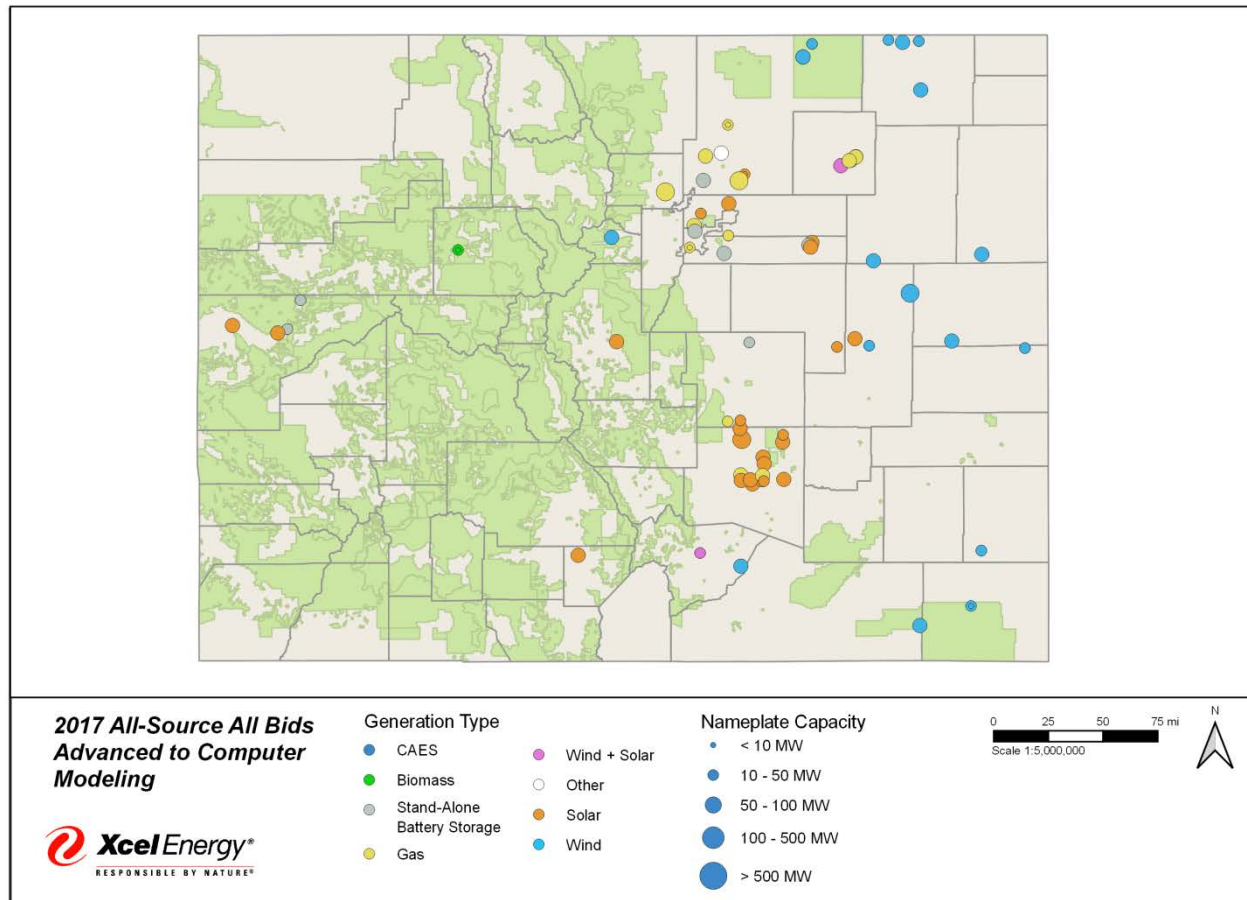 2017 All-Source All Bids
Advanced to Computer
Modeling
Xcel Energy®
RESPONSIBLE BY NATURE®
Generation Type
CAES
Biomass
Stand-Alone
Battery Storage
Gas
Wind + Solar
Other
Solar
Wind
Nameplate Capacity
< 10 MW
10 - 50 MW
50 - 100 MW
100 - 500 MW
> 500 MW
0 25 50 75 mi
Scale 1:5,000,000
N